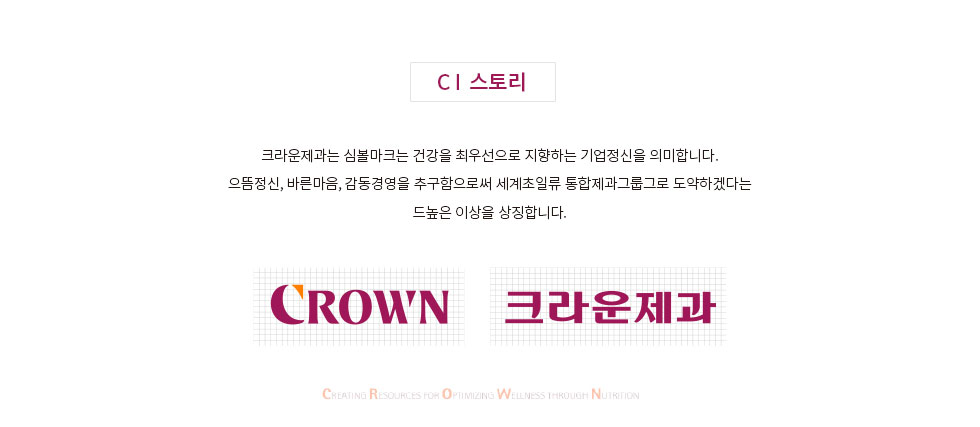 CI 스토리
크라운제과는 심볼마크는 건강을 최우선으로 지향하는 기업정신을 의미합니다.
으뜸정신, 바른마음, 감동경영을 추구함으로써 세계초일류 통합제과그룹그로 도약하겠다는
드높은 이상을 상징합니다.
CROWN 크라운제과
CREATING RESOURCES FOR OPTIMIZING WELLNESS THROUGH NUTRITION